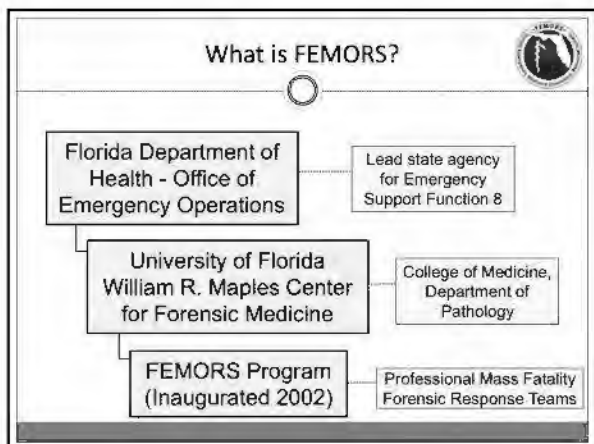 What is FEMORS?
FEMORS
Florida Department of
Health - Office of
Emergency Operations
Lead state agency
for Emergency
Support Function 8
University of Florida
William R. Maples Center
for Forensic Medicine
College of Medicine,
Department of
Pathology
FEMORS Program
(Inaugurated 2002)
Professional Mass Fatality
Forensic Response Teams